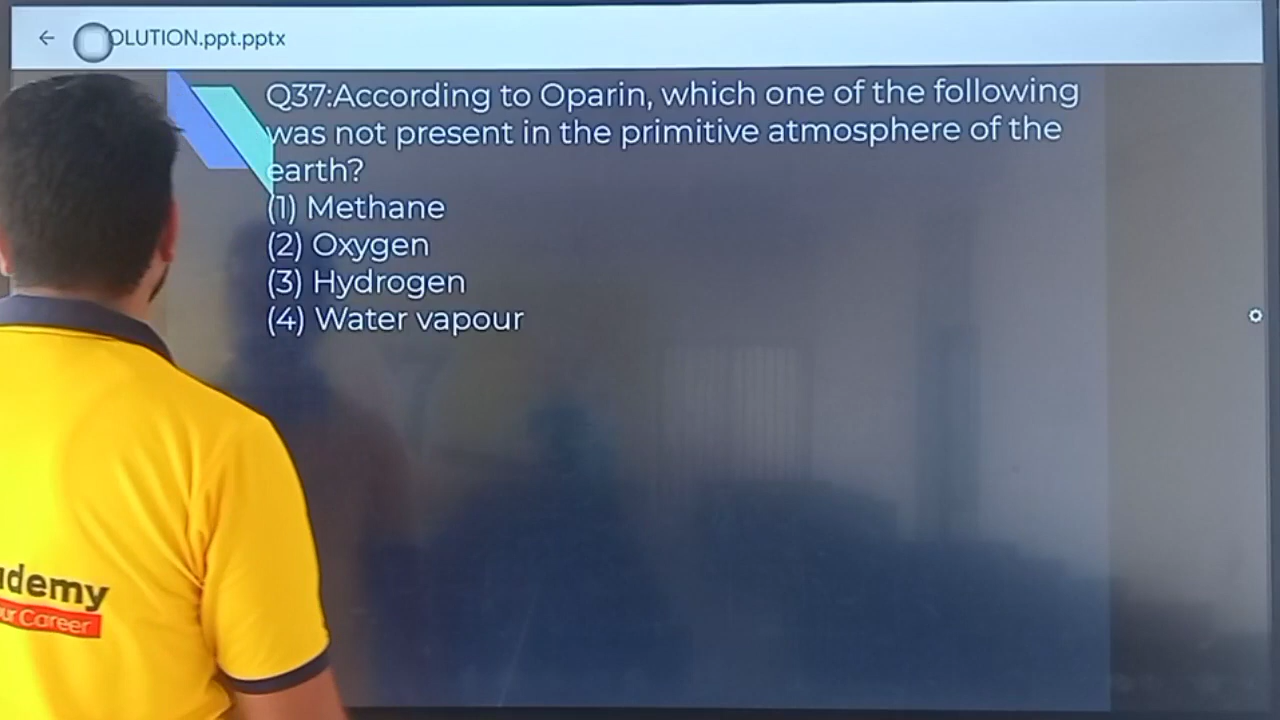 OLUTION.ppt.pptx
Q37:According to Oparin, which one of the following
was not present in the primitive atmosphere of the
earth?
(1) Methane
(2) Oxygen
(3) Hydrogen
(4) Water vapour
demy
ur Career